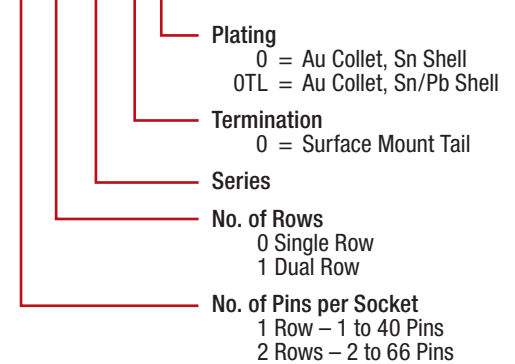 Plating
0 = Au Collet, Sn Shell
0TL = Au Collet, Sn/Pb Shell
Termination
0 = Surface Mount Tail
Series
No. of Rows
0 Single Row
1 Dual Row
No. of Pins per Socket
1 Row – 1 to 40 Pins
2 Rows – 2 to 66 Pins